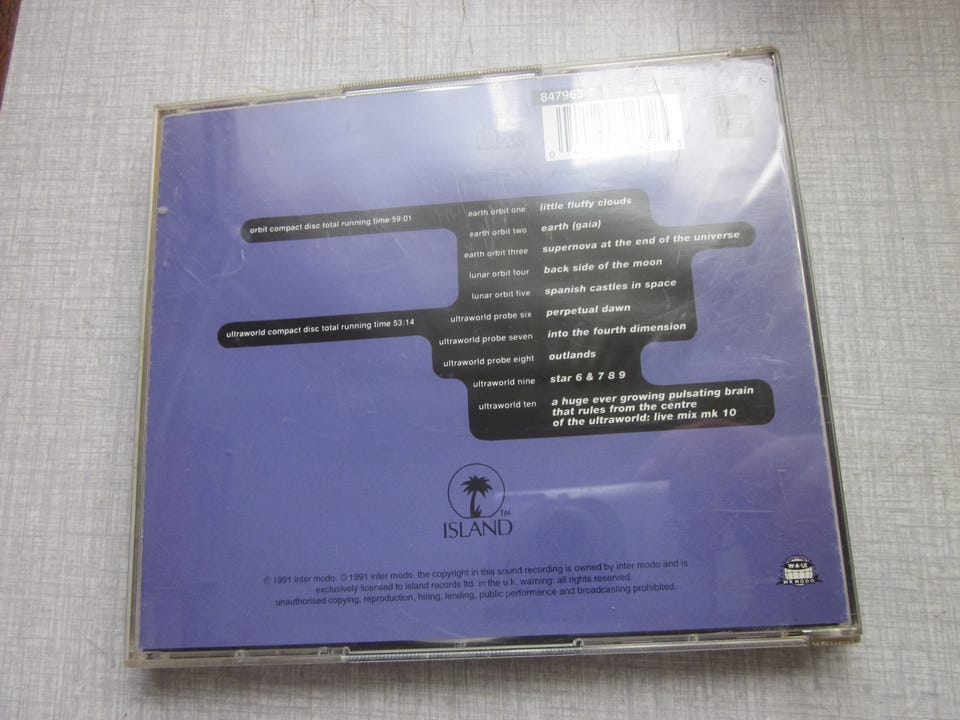 847963-2
orbit compact disc total running time 59:01
earth orbit one little fluffy clouds
earth orbit two earth (gaia)
earth orbit three supernova at the end of the universe
lunar orbit four back side of the moon
lunar orbit five spanish castles in space
ultraworld compact disc total running time 53:14
ultraworld probe six perpetual dawn
ultraworld probe seven into the fourth dimension
ultraworld probe eight outlands
ultraworld nine star 6 & 7 8 9
ultraworld ten a huge ever growing pulsating brain
that rules from the centre
of the ultraworld: live mix mk 10
TM
ISLAND
℗ 1991 inter modo. © 1991 inter modo. the copyright in this sound recording is owned by inter modo and is
exclusively licensed to island records ltd. in the u.k. warning: all rights reserved.
unauthorised copying, reproduction, hiring, lending, public performance and broadcasting prohibited.
W·A·U!
MR MODO